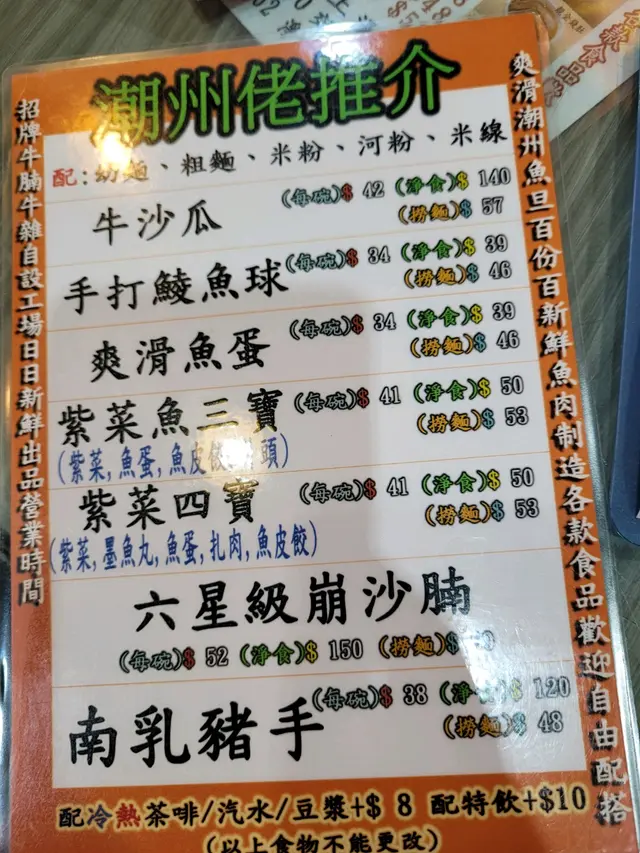 潮州佬推介
配:幼麵、粗麵、米粉、河粉、米線
牛沙瓜
(每碗)$ 42 (淨食)$ 140
(撈麵)$ 57
手打鯪魚球
(每碗)$ 34 (淨食)$ 39
(撈麵)$ 46
爽滑魚蛋
(每碗)$ 34 (淨食)$ 39
(撈麵)$ 46
紫菜魚三寶
(每碗)$ 41 (淨食)$ 50
(撈麵)$ 53
(紫菜,魚蛋,魚皮餃,頭)
紫菜四寶
(每碗)$ 41 (淨食)$ 50
(撈麵)$ 53
(紫菜,墨魚丸,魚蛋,扎肉,魚皮餃)
六星級崩沙腩
(每碗)$ 52 (淨食)$ 150 (撈麵)$
南乳豬手
(每碗)$ 38 (淨食)$ 120
(撈麵)$ 48
配冷熱茶啡/汽水/豆漿+$ 8 配特飲+$10
(以上食物不能更改)
招牌牛腩牛雜自設工場日日新鮮出品營業時間
爽滑潮州魚旦百份百新鮮魚肉制造各款食品歡迎自由配搭